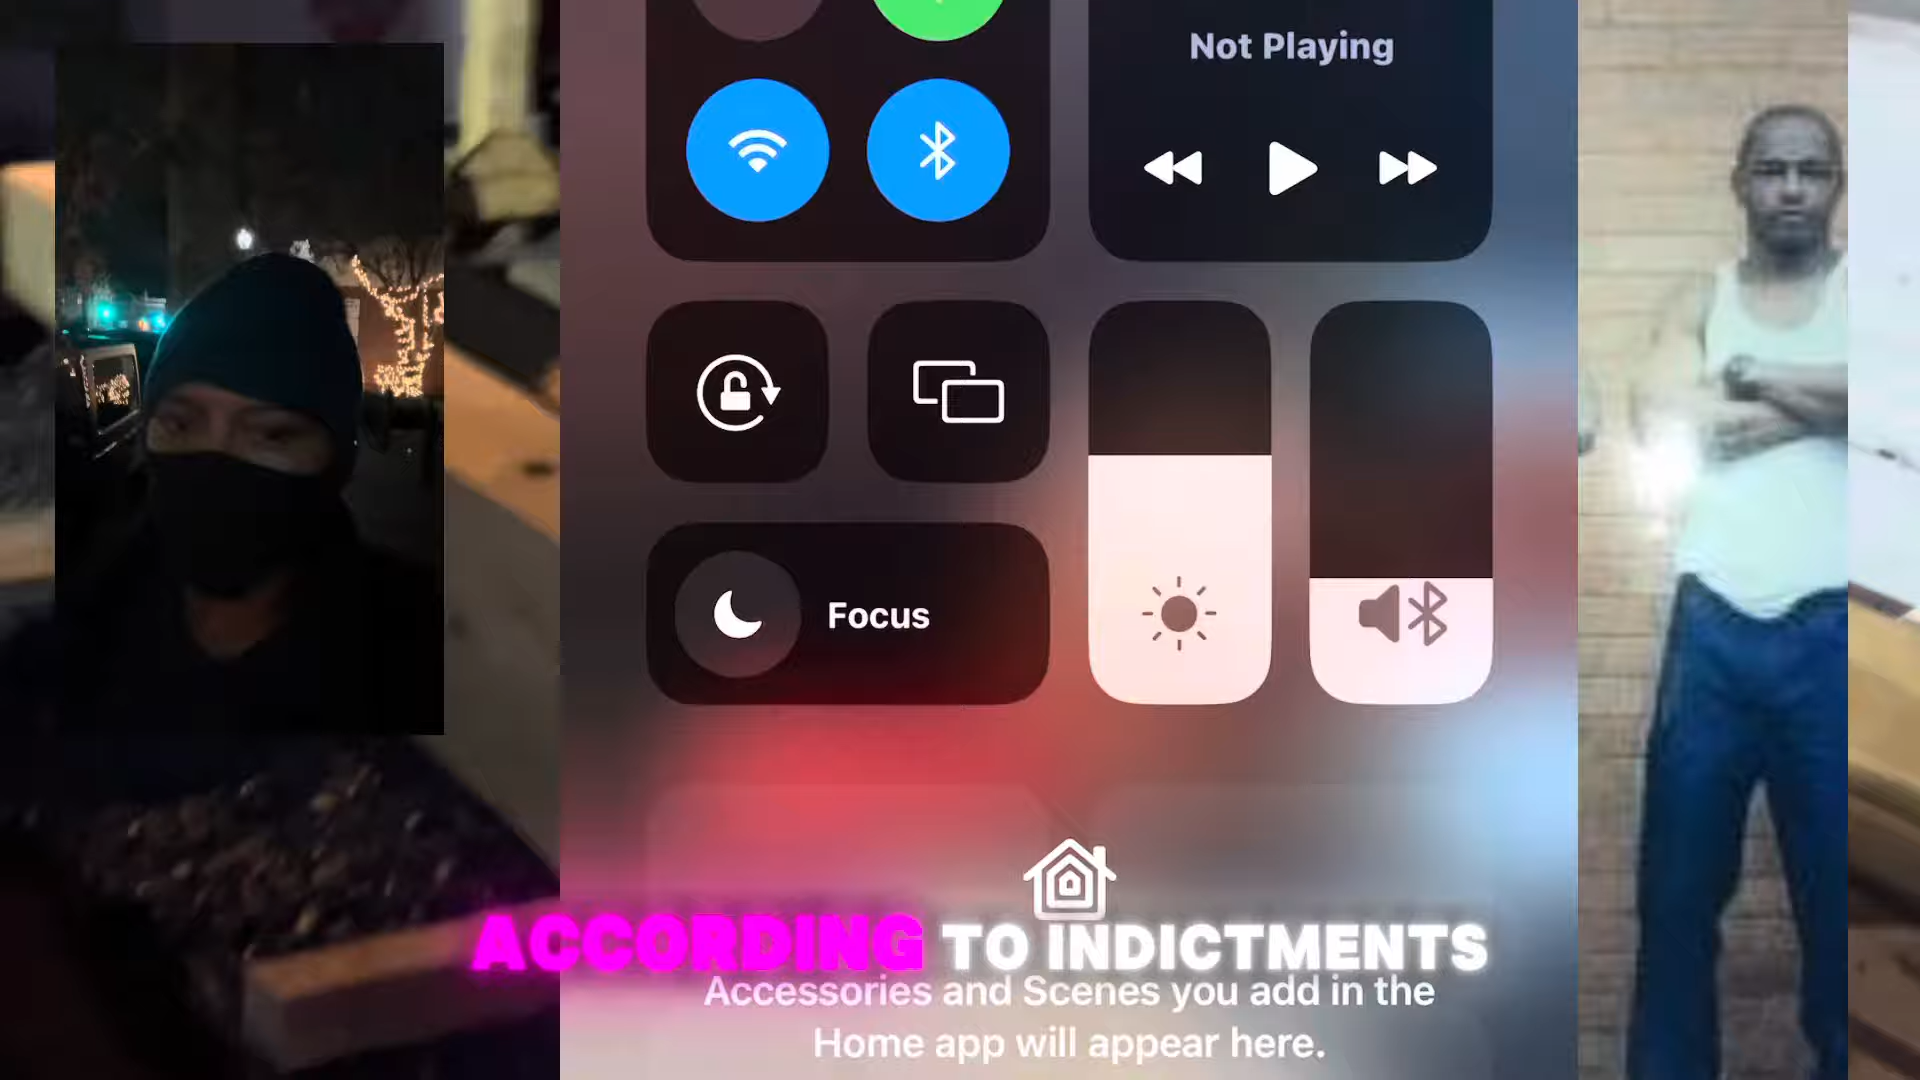 Not Playing
Focus
ACCORDING TO INDICTMENTS
Accessories and Scenes you add in the
Home app will appear here.